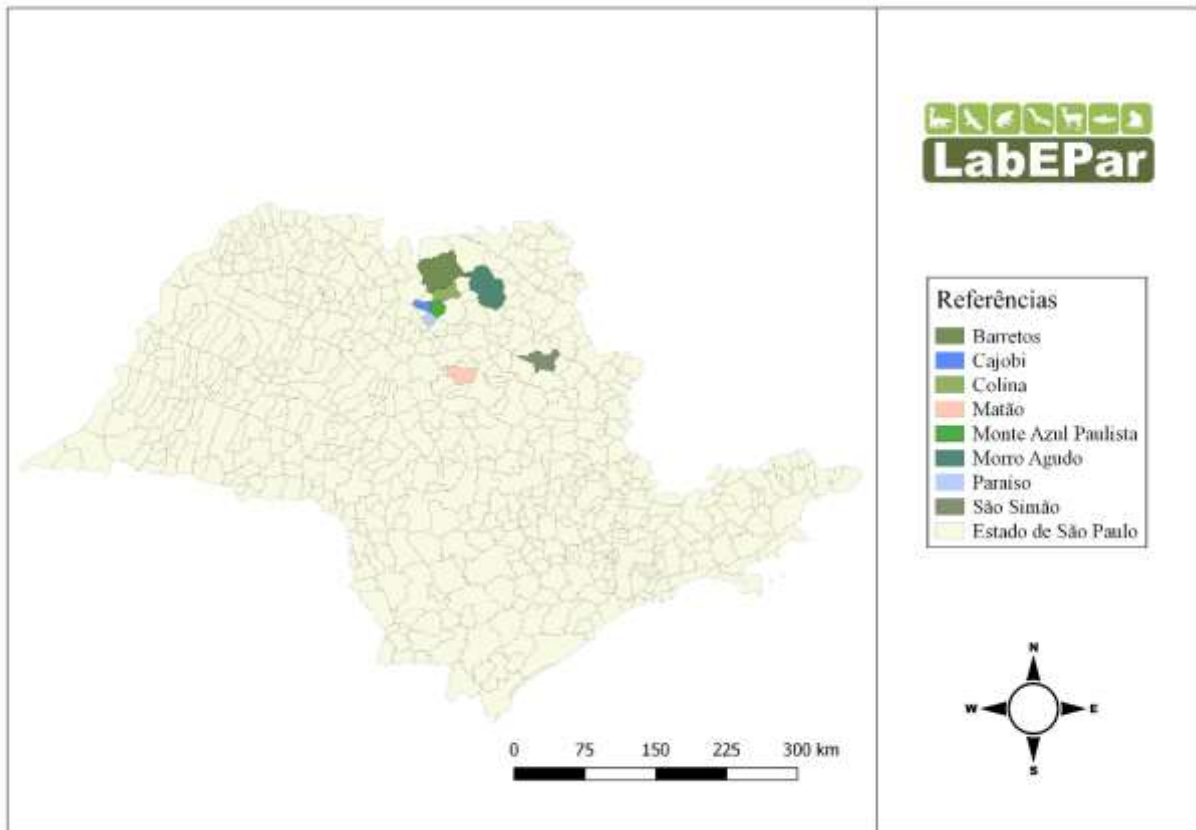 LabEPar
Referências
Barretos
Cajobi
Colina
Matão
Monte Azul Paulista
Morro Agudo
Paraiso
São Simão
Estado de São Paulo
N
W E
S
0 75 150 225 300 km